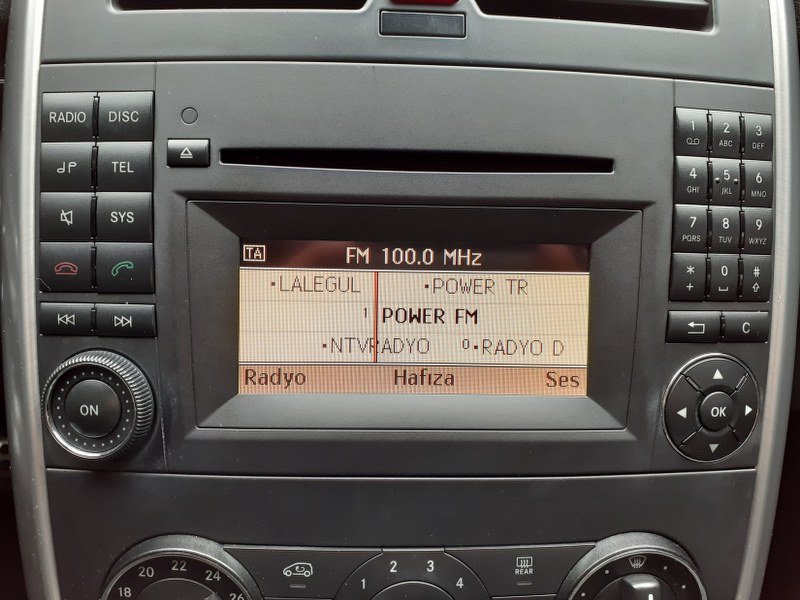 RADIO DISC
TEL
SYS
1 2 ABC 3 DEF
4 GHI 5 JKL 6 MNO
7 PQRS 8 TUV 9 WXYZ
* + 0 #
C
TA FM 100.0 MHz
•LALEGUL •POWER TR
1 POWER FM
•NTVRADYO 0•RADYO D
Radyo Hafıza Ses
ON
OK
18 20 22 24 26
1 2 3 4
REAR